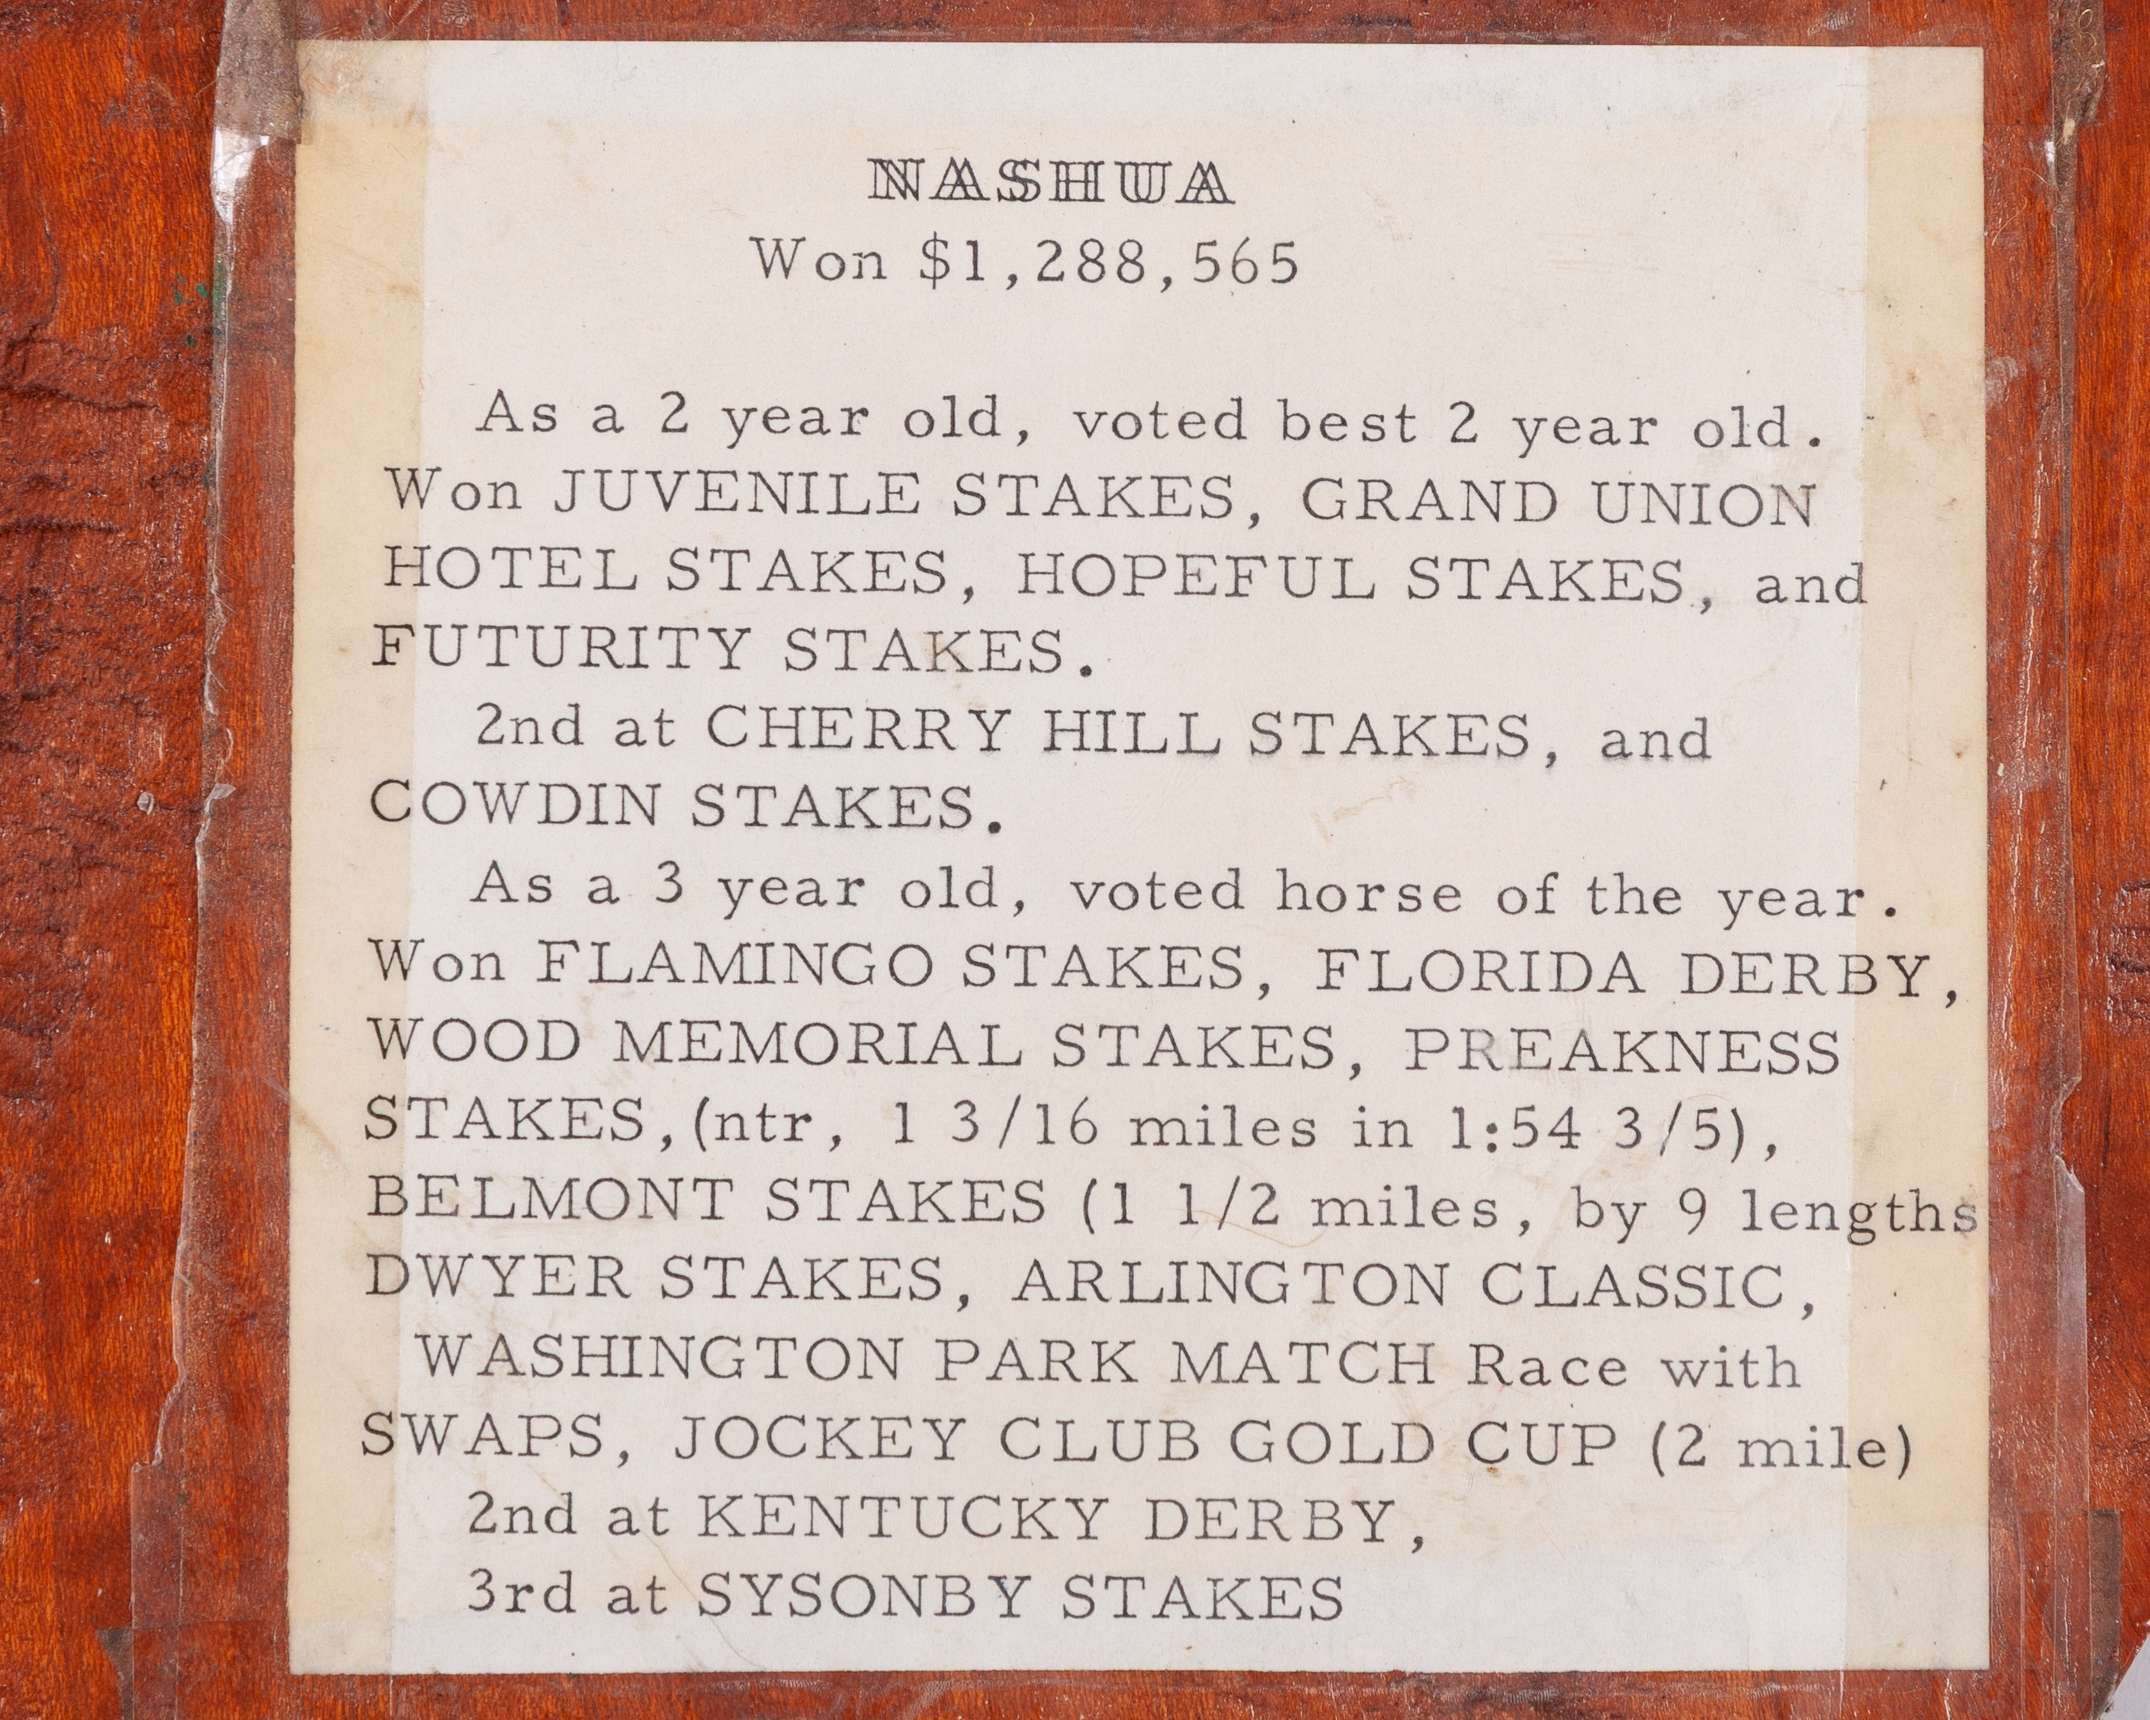 NASHUA
Won $1,288,565
As a 2 year old, voted best 2 year old.
Won JUVENILE STAKES, GRAND UNION
HOTEL STAKES, HOPEFUL STAKES, and
FUTURITY STAKES.
2nd at CHERRY HILL STAKES, and
COWDIN STAKES.
As a 3 year old, voted horse of the year.
Won FLAMINGO STAKES, FLORIDA DERBY,
WOOD MEMORIAL STAKES, PREAKNESS
STAKES,(ntr, 1 3/16 miles in 1:54 3/5),
BELMONT STAKES (1 1/2 miles, by 9 lengths
DWYER STAKES, ARLINGTON CLASSIC,
WASHINGTON PARK MATCH Race with
SWAPS, JOCKEY CLUB GOLD CUP (2 mile)
2nd at KENTUCKY DERBY,
3rd at SYSONBY STAKES